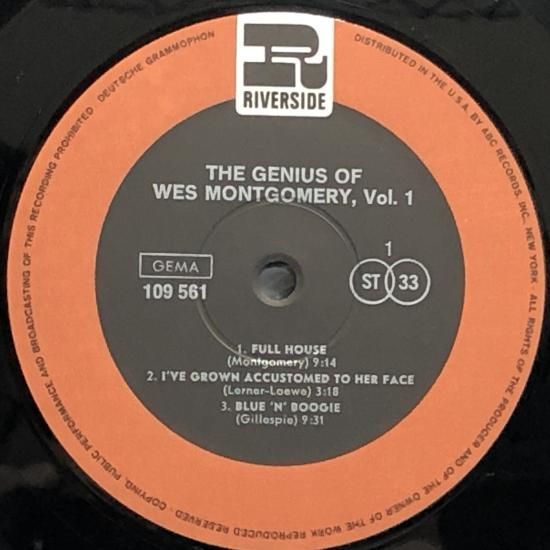 R
RIVERSIDE
THE GENIUS OF
WES MONTGOMERY, Vol. 1
1
GEMA
109 561
ST 33
1. FULL HOUSE
(Montgomery) 9:14
2. I'VE GROWN ACCUSTOMED TO HER FACE
(Lerner-Loewe) 3:18
3. BLUE 'N' BOOGIE
(Gillespie) 9:31
DEUTSCHE GRAMMOPHON · DISTRIBUTED IN THE U.S.A. BY ABC RECORDS, INC., NEW YORK · ALL RIGHTS OF THE PRODUCER AND OF THE OWNER OF THE WORK REPRODUCED RESERVED · COPYING, PUBLIC PERFORMANCE AND BROADCASTING OF THIS RECORDING PROHIBITED